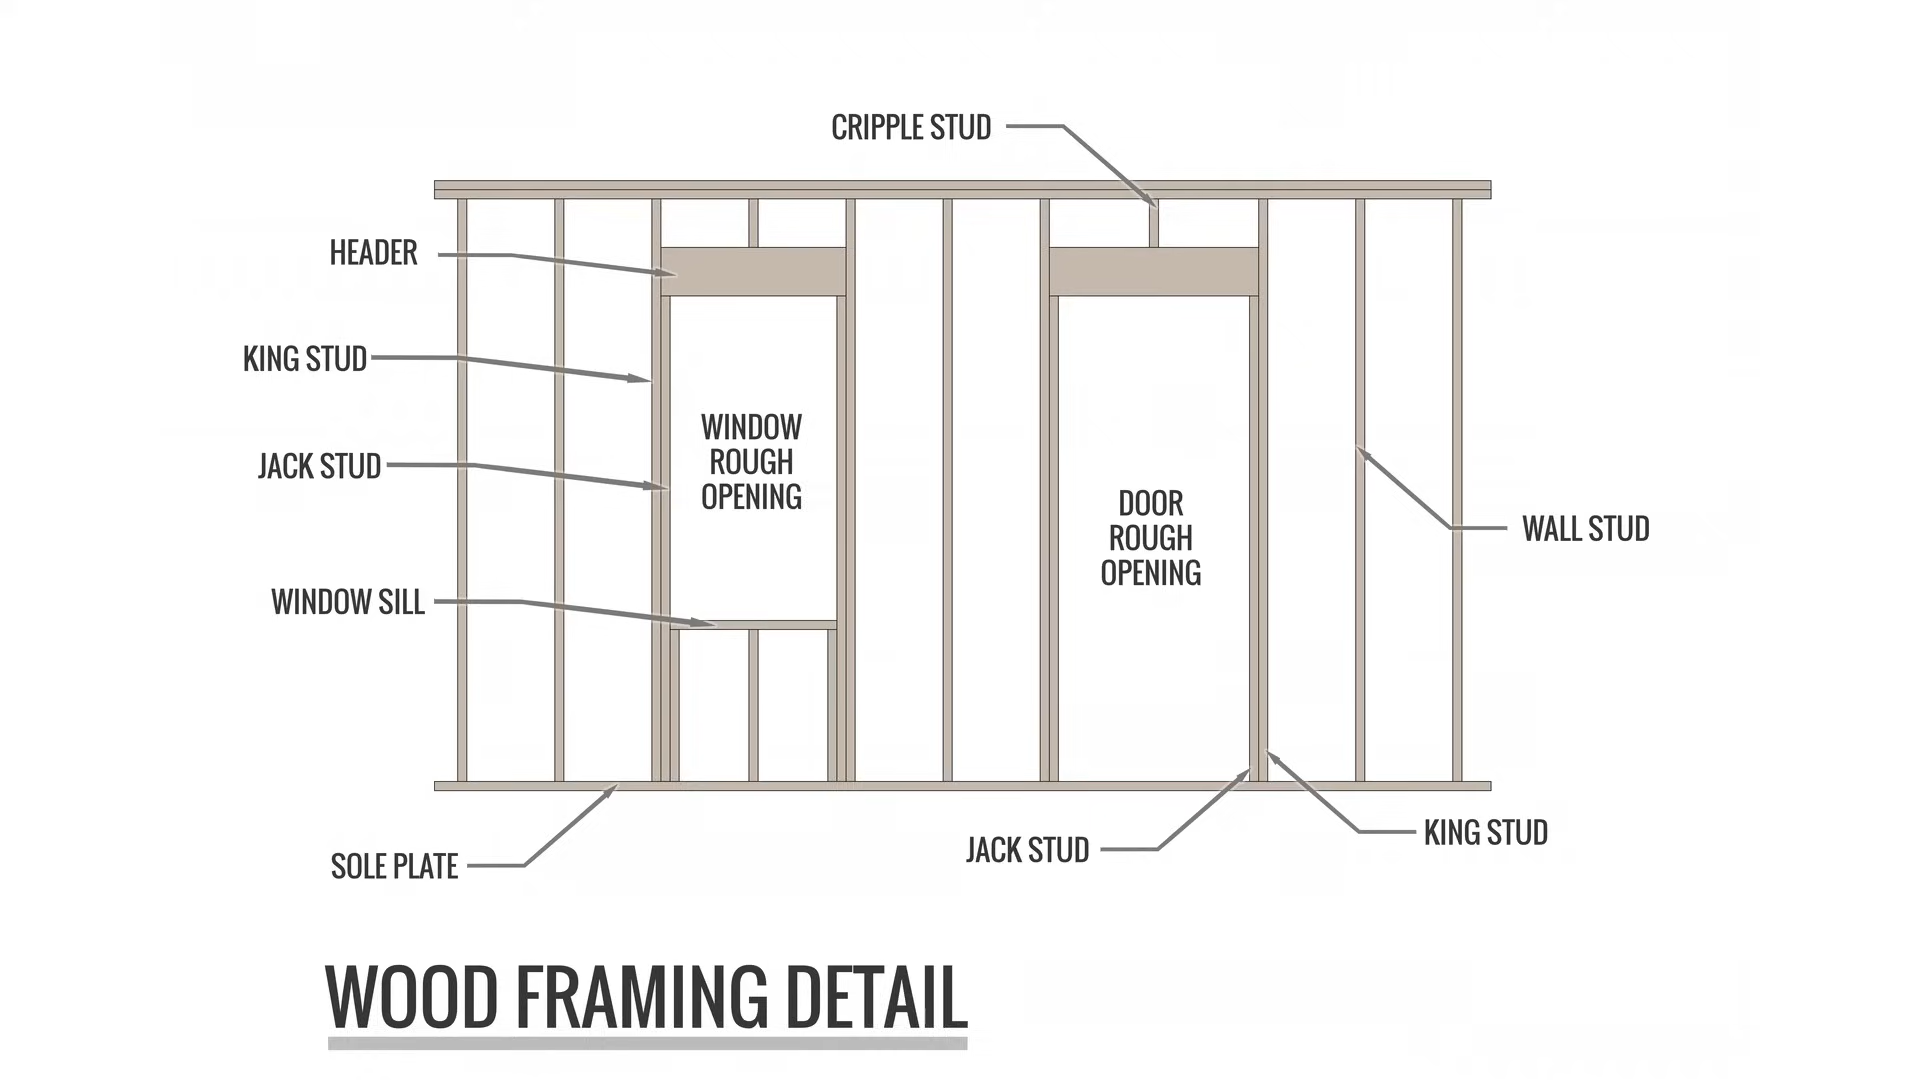 CRIPPLE STUD
HEADER
KING STUD
JACK STUD
WINDOW
ROUGH
OPENING
DOOR
ROUGH
OPENING
WALL STUD
WINDOW SILL
SOLE PLATE
JACK STUD
KING STUD
WOOD FRAMING DETAIL